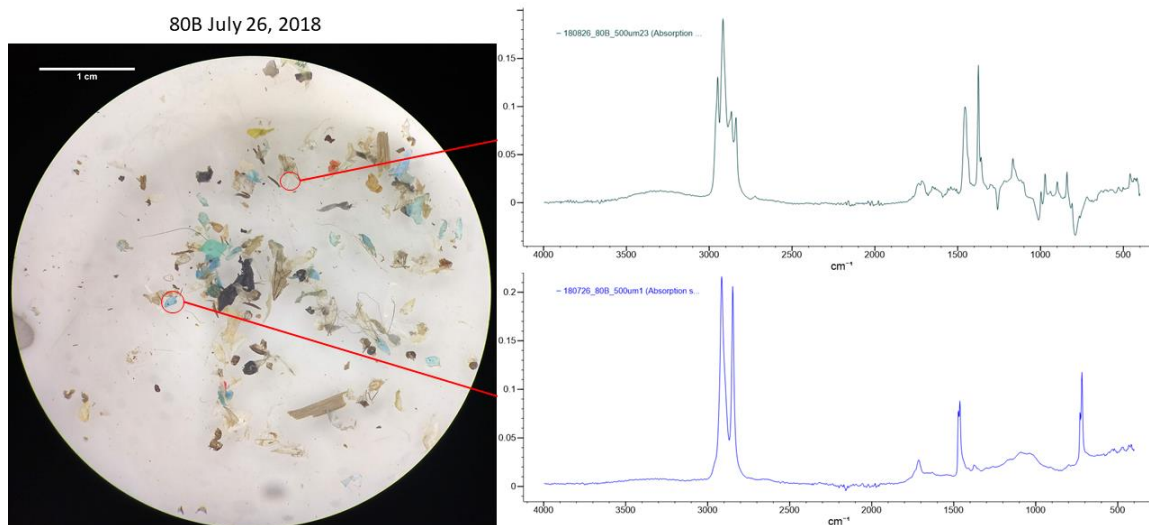 80B July 26, 2018
1 cm
– 180826_80B_500um23 (Absorption ...
0.15
0.1
0.05
0
4000 3500 3000 2500 2000 1500 1000 500
cm⁻¹
– 180726_80B_500um1 (Absorption s...
0.2
0.15
0.1
0.05
0
4000 3500 3000 2500 2000 1500 1000 500
cm⁻¹